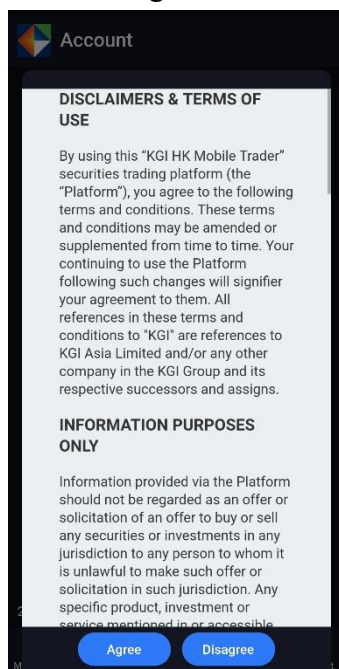 Account
DISCLAIMERS & TERMS OF
USE
By using this “KGI HK Mobile Trader”
securities trading platform (the
“Platform”), you agree to the following
terms and conditions. These terms
and conditions may be amended or
supplemented from time to time. Your
continuing to use the Platform
following such changes will signifier
your agreement to them. All
references in these terms and
conditions to "KGI" are references to
KGI Asia Limited and/or any other
company in the KGI Group and its
respective successors and assigns.
INFORMATION PURPOSES
ONLY
Information provided via the Platform
should not be regarded as an offer or
solicitation of an offer to buy or sell
any securities or investments in any
jurisdiction to any person to whom it
is unlawful to make such offer or
solicitation in such jurisdiction. Any
specific product, investment or
service mentioned in or accessible
Agree Disagree